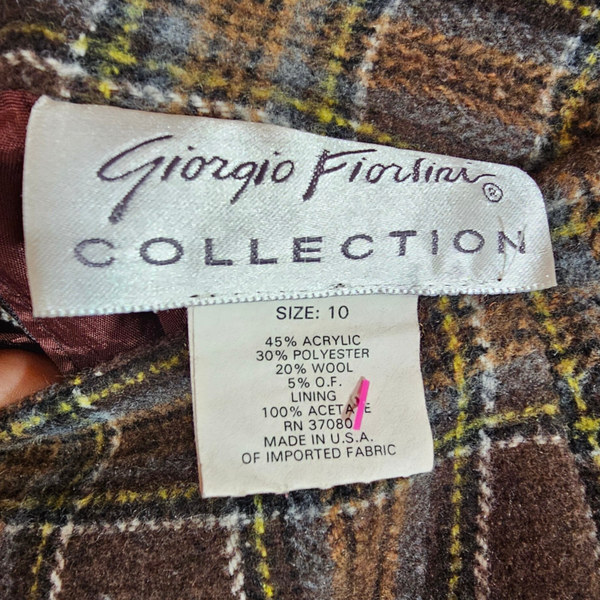 Giorgio Fiorlini ®
COLLECTION
SIZE: 10
45% ACRYLIC
30% POLYESTER
20% WOOL
5% O.F.
LINING
100% ACETATE
RN 37080
MADE IN U.S.A.
OF IMPORTED FABRIC